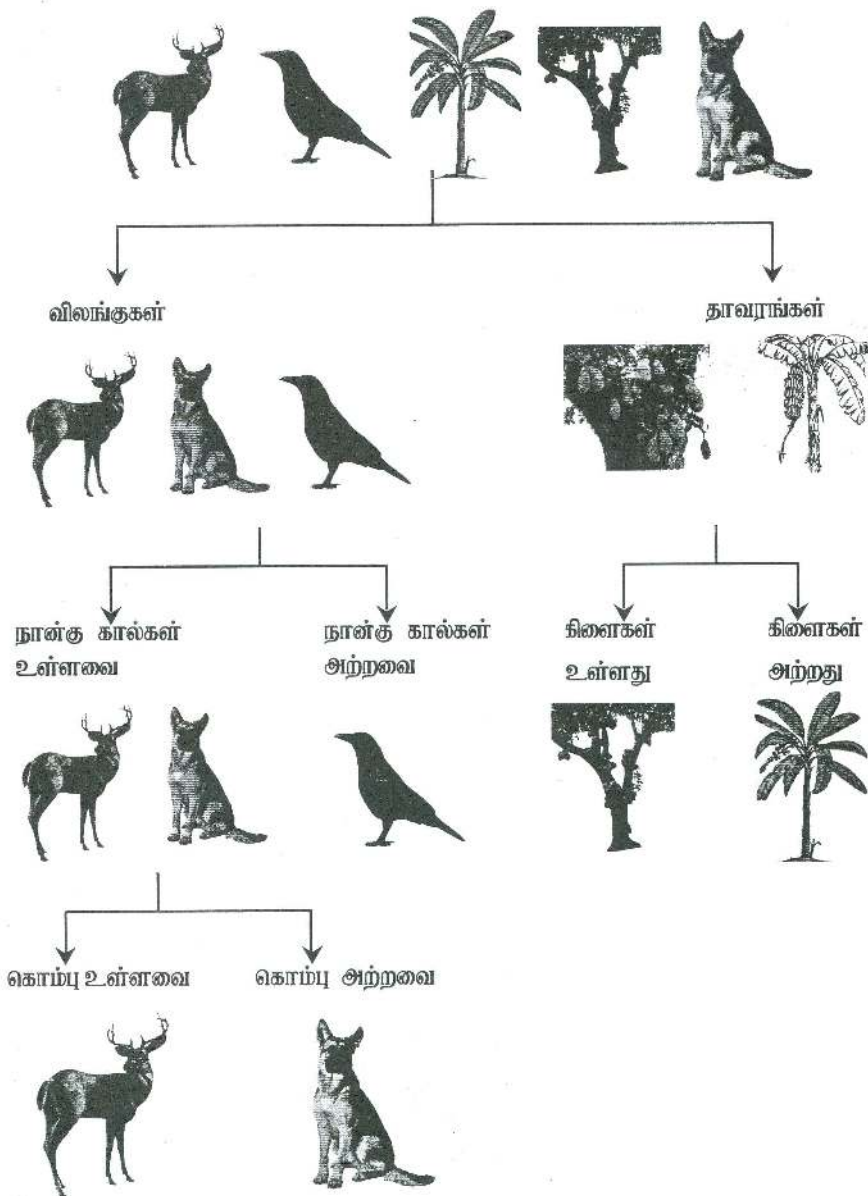 விலங்குகள்
தாவரங்கள்
நான்கு கால்கள்
உள்ளவை
நான்கு கால்கள்
அற்றவை
கிளைகள்
உள்ளது
கிளைகள்
அற்றது
கொம்பு உள்ளவை
கொம்பு அற்றவை